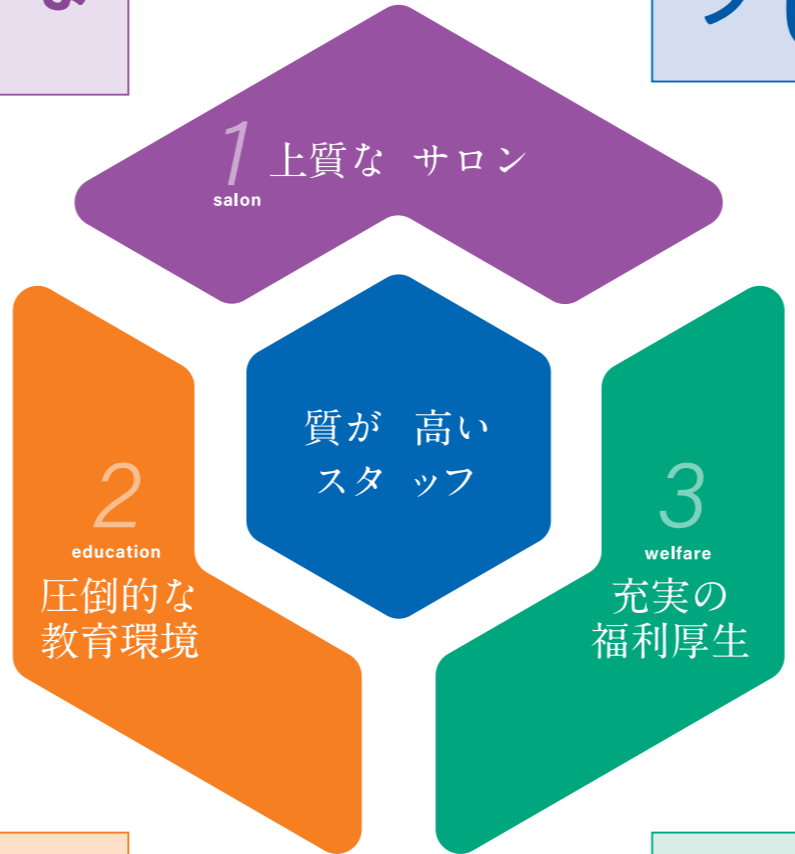 1
上質な サロン
salon
質が 高い
スタ ッフ
2
education
圧倒的な
教育環境
3
welfare
充実の
福利厚生